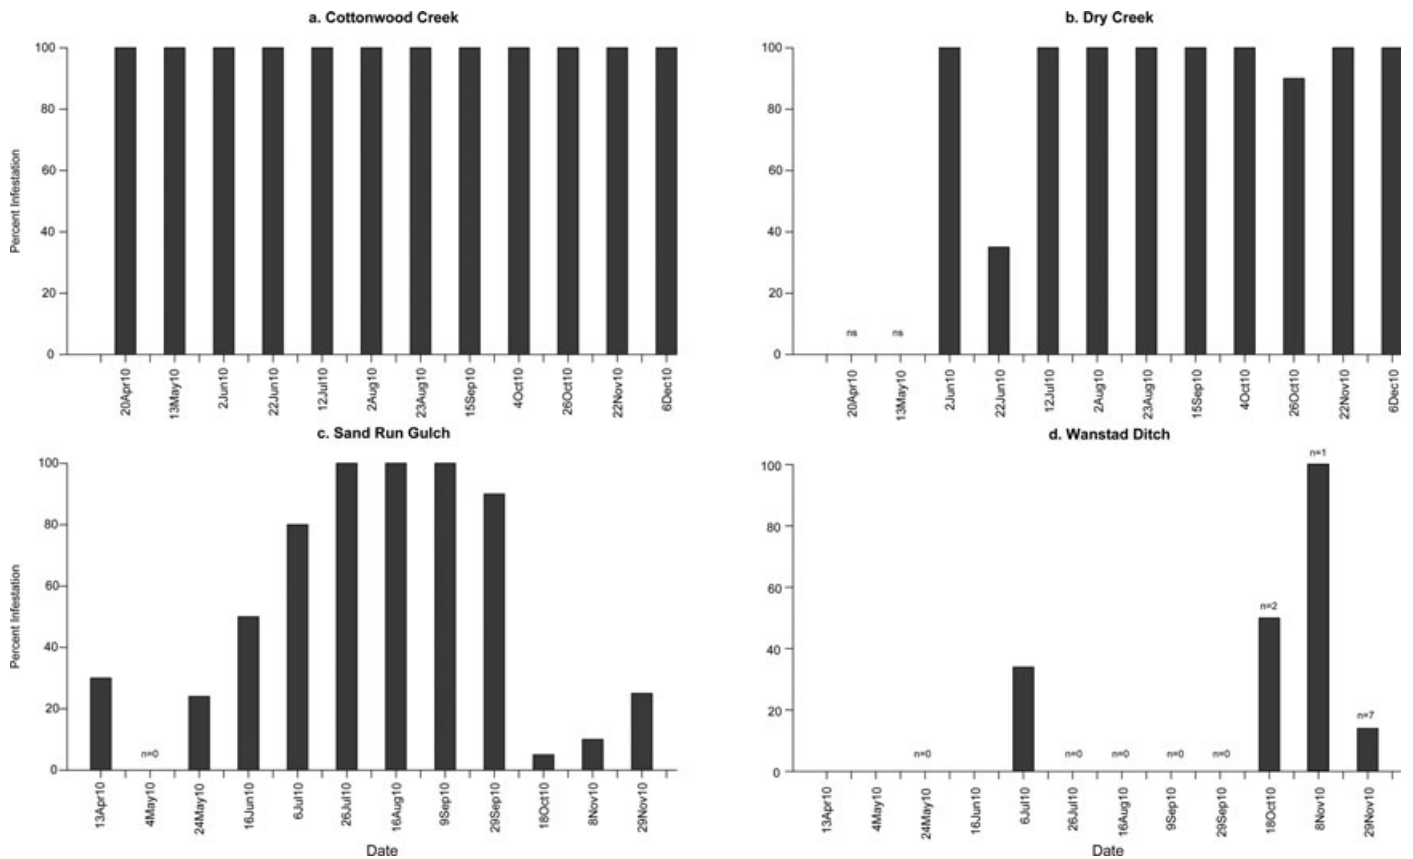 a. Cottonwood Creek
Percent Infestation
100
80
60
40
20
0
20Apr10
13May10
2Jun10
22Jun10
12Jul10
2Aug10
23Aug10
15Sep10
4Oct10
26Oct10
22Nov10
6Dec10
b. Dry Creek
100
80
60
40
20
0
ns
ns
20Apr10
13May10
2Jun10
22Jun10
12Jul10
2Aug10
23Aug10
15Sep10
4Oct10
26Oct10
22Nov10
6Dec10
c. Sand Run Gulch
Percent Infestation
100
80
60
40
20
0
n=0
13Apr10
4May10
24May10
16Jun10
6Jul10
26Jul10
16Aug10
9Sep10
29Sep10
18Oct10
8Nov10
29Nov10
Date
d. Wanstad Ditch
100
80
60
40
20
0
n=0
n=0
n=0
n=0
n=0
n=2
n=1
n=7
13Apr10
4May10
24May10
16Jun10
6Jul10
26Jul10
16Aug10
9Sep10
29Sep10
18Oct10
8Nov10
29Nov10
Date